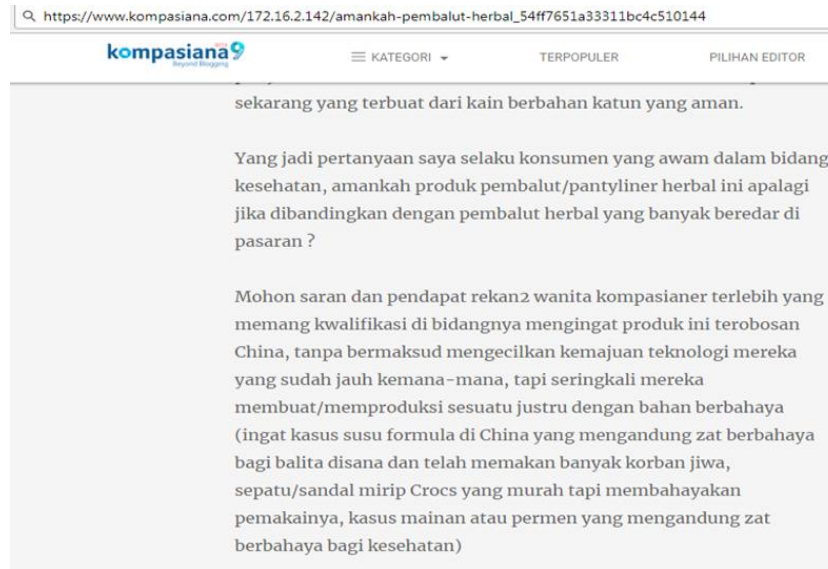 https://www.kompasiana.com/172.16.2.142/amankah-pembalut-herbal_54ff7651a33311bc4c510144
kompasiana9 KATEGORI TERPOPULER PILIHAN EDITOR
Beyond Blogging
sekarang yang terbuat dari kain berbahan katun yang aman.
Yang jadi pertanyaan saya selaku konsumen yang awam dalam bidang
kesehatan, amankah produk pembalut/pantyliner herbal ini apalagi
jika dibandingkan dengan pembalut herbal yang banyak beredar di
pasaran ?
Mohon saran dan pendapat rekan2 wanita kompasianer terlebih yang
memang kwalifikasi di bidangnya mengingat produk ini terobosan
China, tanpa bermaksud mengecilkan kemajuan teknologi mereka
yang sudah jauh kemana-mana, tapi seringkali mereka
membuat/memproduksi sesuatu justru dengan bahan berbahaya
(ingat kasus susu formula di China yang mengandung zat berbahaya
bagi balita disana dan telah memakan banyak korban jiwa,
sepatu/sandal mirip Crocs yang murah tapi membahayakan
pemakainya, kasus mainan atau permen yang mengandung zat
berbahaya bagi kesehatan)